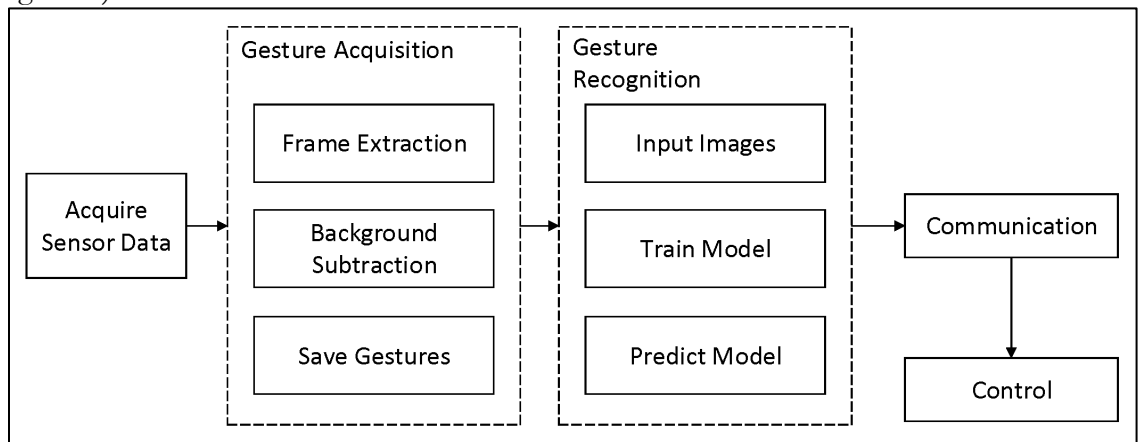 Gesture Acquisition
Gesture
Recognition
Frame Extraction
Input Images
Acquire
Sensor Data
Background
Subtraction
Train Model
Communication
Save Gestures
Predict Model
Control